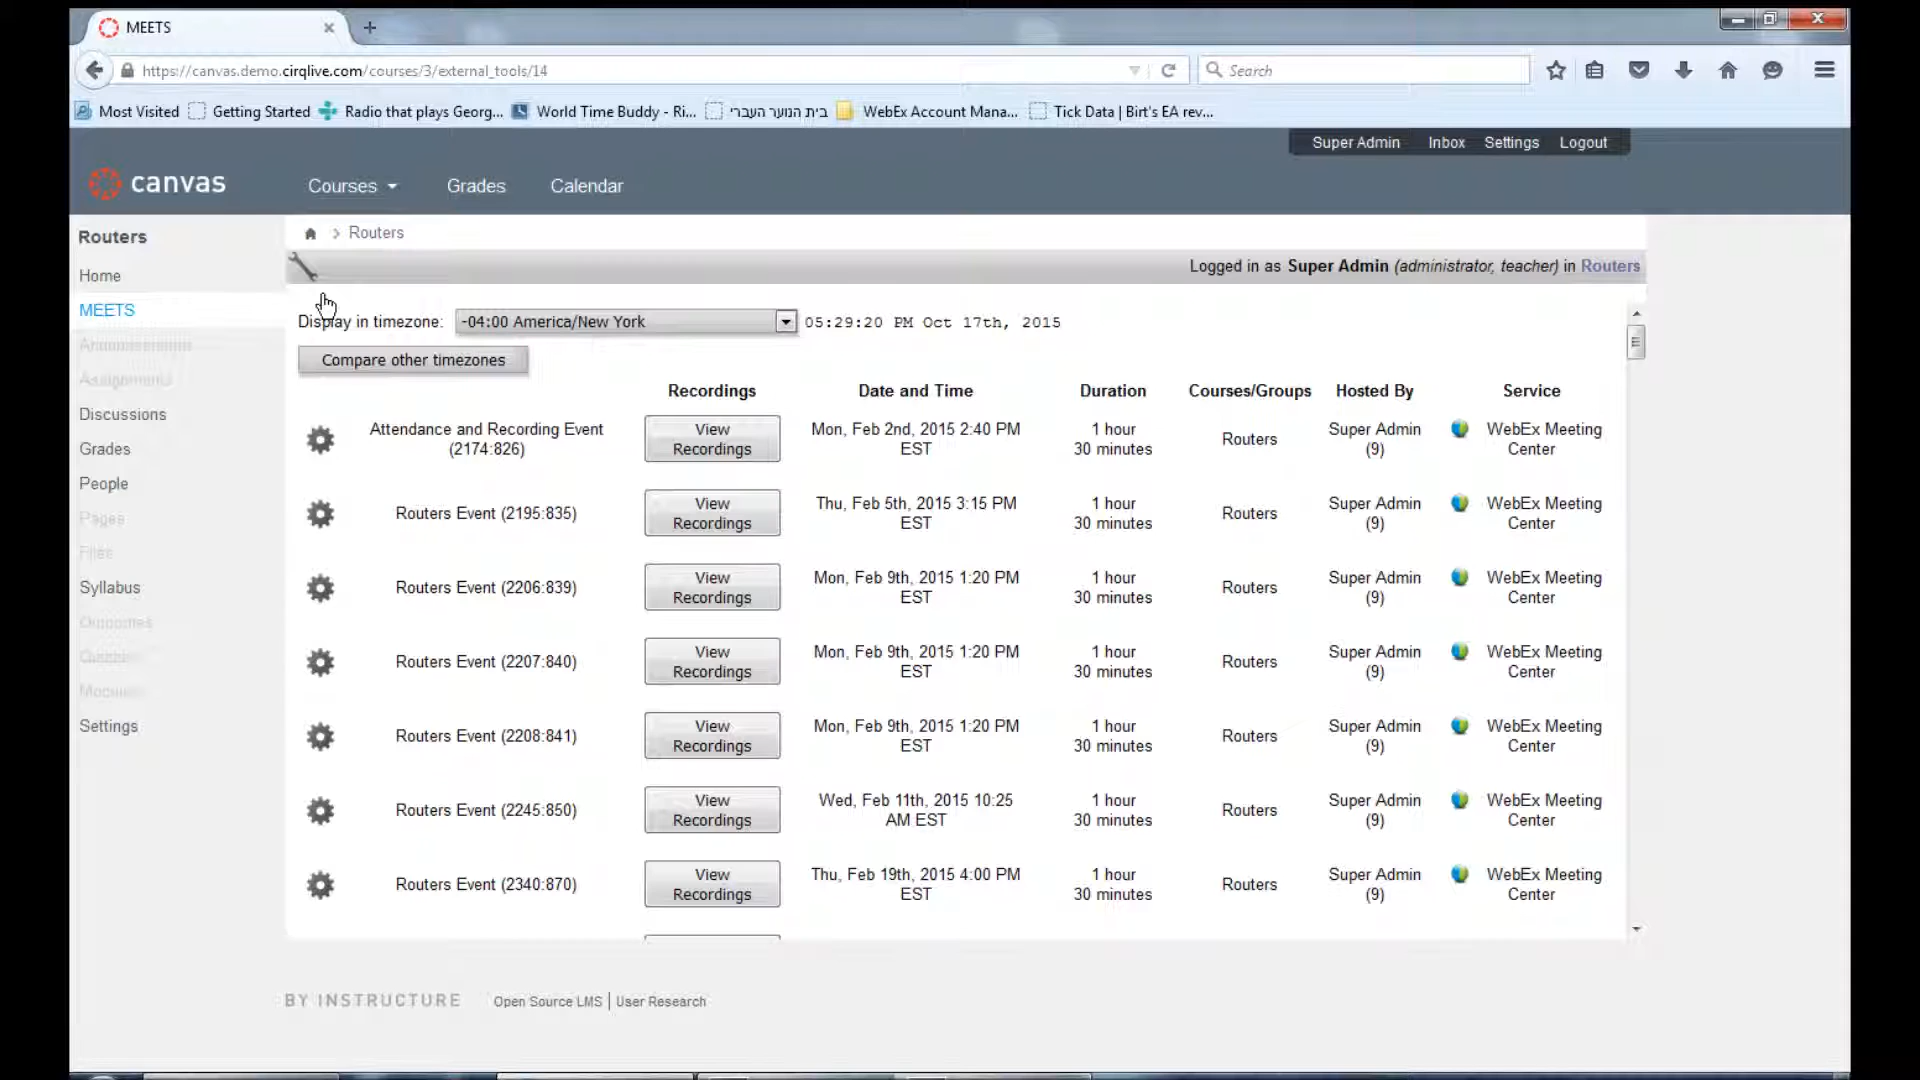 MEETS
https://canvas.demo.cirqlive.com/courses/3/external_tools/14
Search
Most Visited Getting Started Radio that plays Georg... World Time Buddy - Ri... בית הנוער העברי WebEx Account Mana... Tick Data | Birt's EA rev...
Super Admin Inbox Settings Logout
canvas Courses Grades Calendar
Routers
Home
MEETS
Announcements
Assignments
Discussions
Grades
People
Pages
Files
Syllabus
Outcomes
Quizzes
Modules
Settings
> Routers
Logged in as Super Admin (administrator, teacher) in Routers
Display in timezone: -04:00 America/New York 05:29:20 PM Oct 17th, 2015
Compare other timezones
Recordings Date and Time Duration Courses/Groups Hosted By Service
Attendance and Recording Event View Mon, Feb 2nd, 2015 2:40 PM 1 hour Routers Super Admin WebEx Meeting
(2174:826) Recordings EST 30 minutes (9) Center
Routers Event (2195:835) View Thu, Feb 5th, 2015 3:15 PM 1 hour Routers Super Admin WebEx Meeting
Recordings EST 30 minutes (9) Center
Routers Event (2206:839) View Mon, Feb 9th, 2015 1:20 PM 1 hour Routers Super Admin WebEx Meeting
Recordings EST 30 minutes (9) Center
Routers Event (2207:840) View Mon, Feb 9th, 2015 1:20 PM 1 hour Routers Super Admin WebEx Meeting
Recordings EST 30 minutes (9) Center
Routers Event (2208:841) View Mon, Feb 9th, 2015 1:20 PM 1 hour Routers Super Admin WebEx Meeting
Recordings EST 30 minutes (9) Center
Routers Event (2245:850) View Wed, Feb 11th, 2015 10:25 1 hour Routers Super Admin WebEx Meeting
Recordings AM EST 30 minutes (9) Center
Routers Event (2340:870) View Thu, Feb 19th, 2015 4:00 PM 1 hour Routers Super Admin WebEx Meeting
Recordings EST 30 minutes (9) Center
BY INSTRUCTURE Open Source LMS | User Research